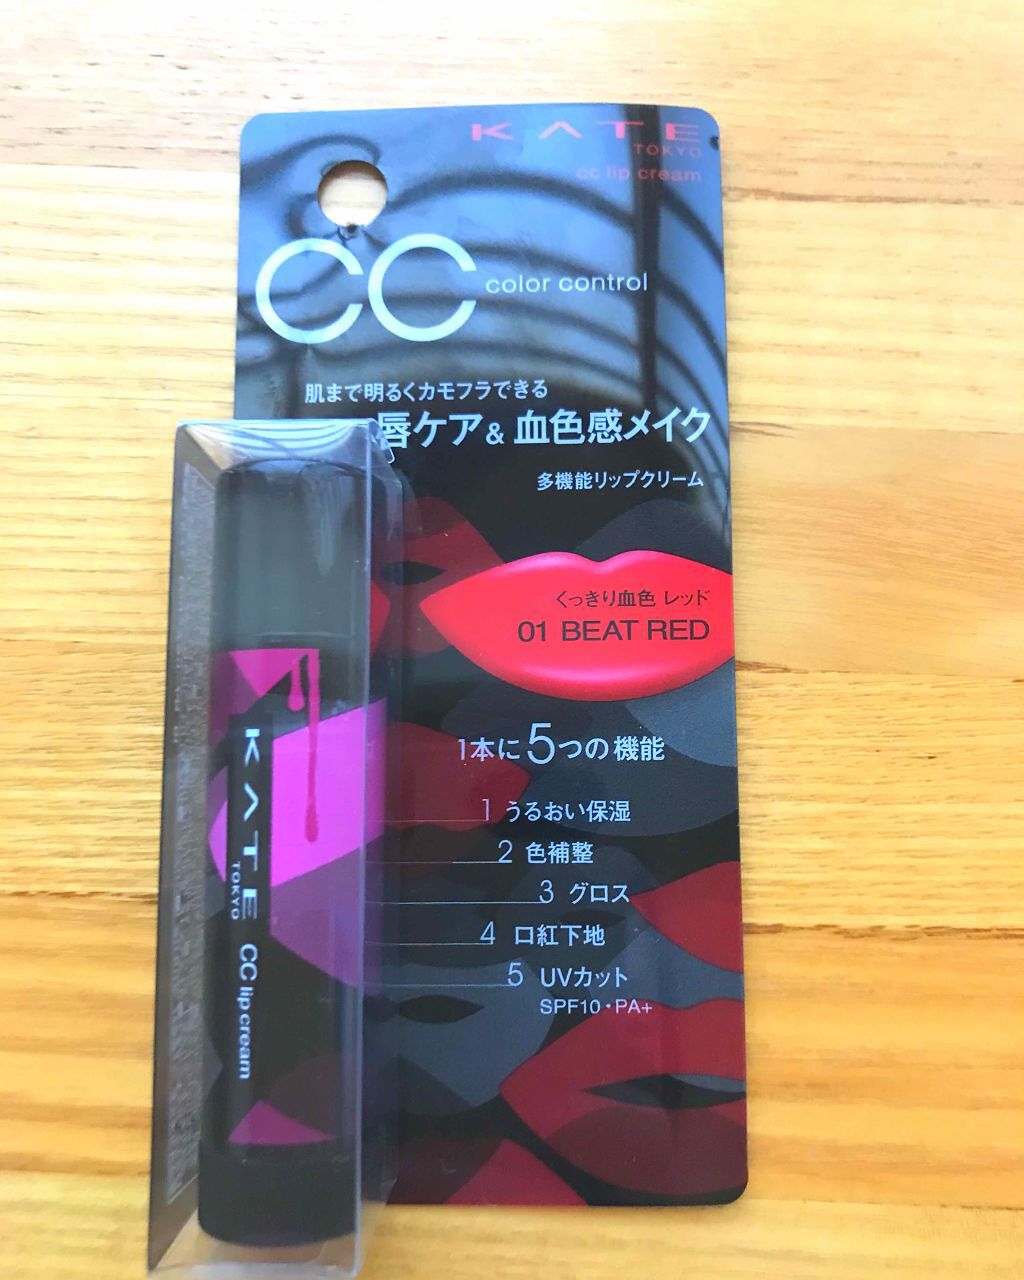 KATE
TOKYO
cc lip cream
CC color control
肌まで明るくカモフラできる
唇ケア&血色感メイク
多機能リップクリーム
くっきり血色 レッド
01 BEAT RED
1本に5つの機能
1 うるおい保湿
2 色補整
3 グロス
4 口紅下地
5 UVカット
SPF10・PA+
KATE
TOKYO
CC lip cream